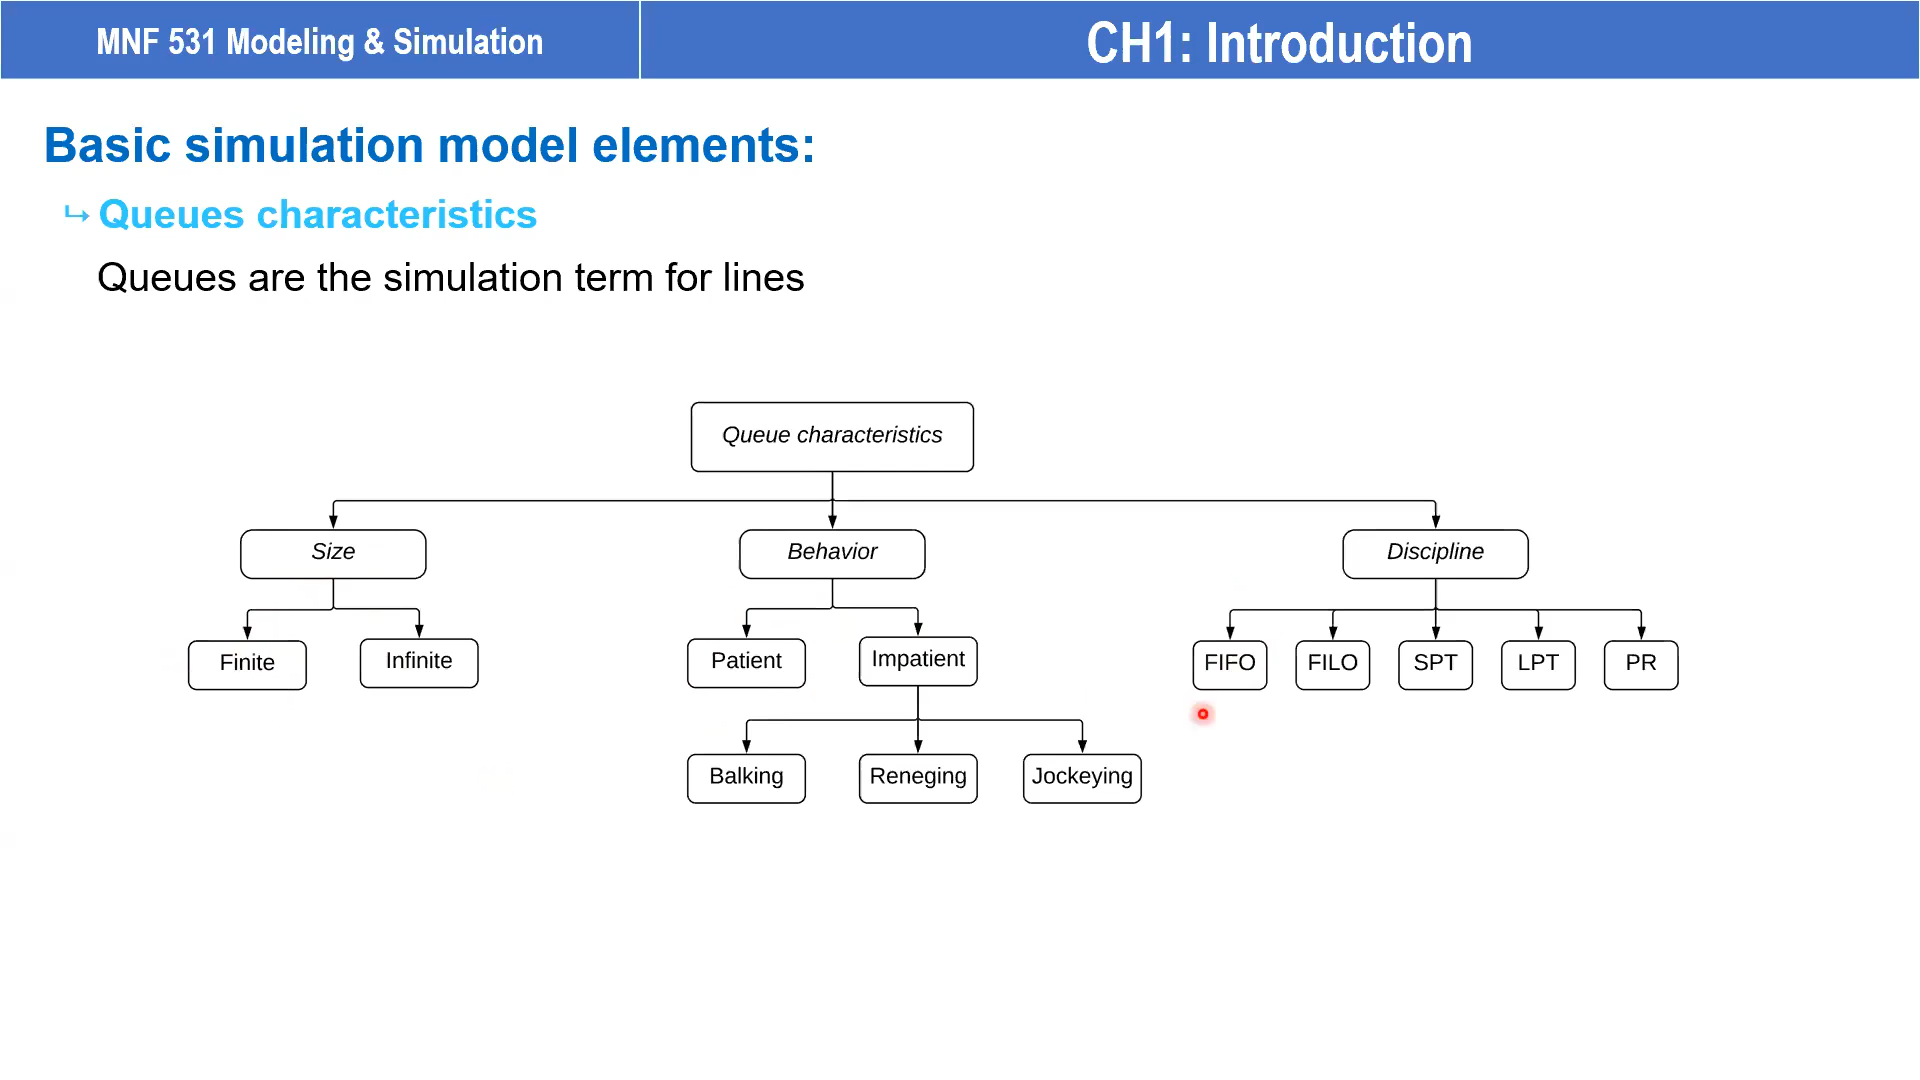 MNF 531 Modeling & Simulation
CH1: Introduction
Basic simulation model elements:
↪ Queues characteristics
Queues are the simulation term for lines
Queue characteristics
Size
Behavior
Discipline
Finite
Infinite
Patient
Impatient
FIFO
FILO
SPT
LPT
PR
Balking
Reneging
Jockeying